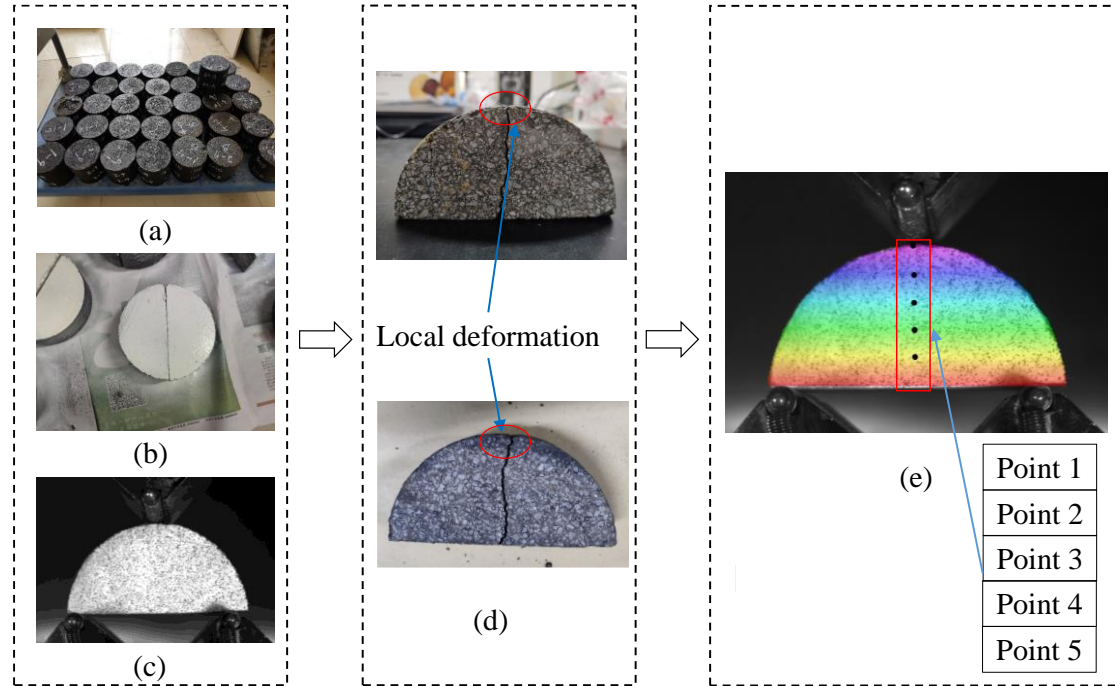 (a)
(b)
(c)
Local deformation
(d)
(e)
Point 1
Point 2
Point 3
Point 4
Point 5